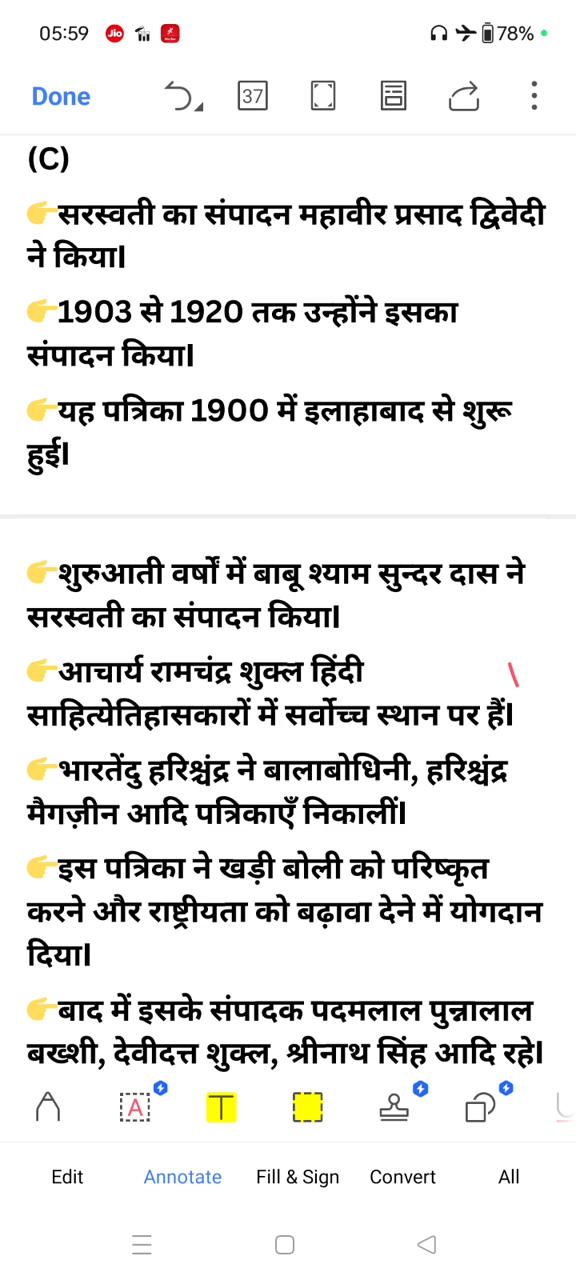 05:59
78%
Done
37
(C)
👉सरस्वती का संपादन महावीर प्रसाद द्विवेदी
ने किया।
👉1903 से 1920 तक उन्होंने इसका
संपादन किया।
👉यह पत्रिका 1900 में इलाहाबाद से शुरू
हुई।
👉शुरुआती वर्षों में बाबू श्याम सुन्दर दास ने
सरस्वती का संपादन किया।
👉आचार्य रामचंद्र शुक्ल हिंदी
साहित्येतिहासकारों में सर्वोच्च स्थान पर हैं।
👉भारतेंदु हरिश्चंद्र ने बालाबोधिनी, हरिश्चंद्र
मैगज़ीन आदि पत्रिकाएँ निकालीं।
👉इस पत्रिका ने खड़ी बोली को परिष्कृत
करने और राष्ट्रीयता को बढ़ावा देने में योगदान
दिया।
👉बाद में इसके संपादक पदमलाल पुन्नालाल
बख्शी, देवीदत्त शुक्ल, श्रीनाथ सिंह आदि रहे।
Edit Annotate Fill & Sign Convert All